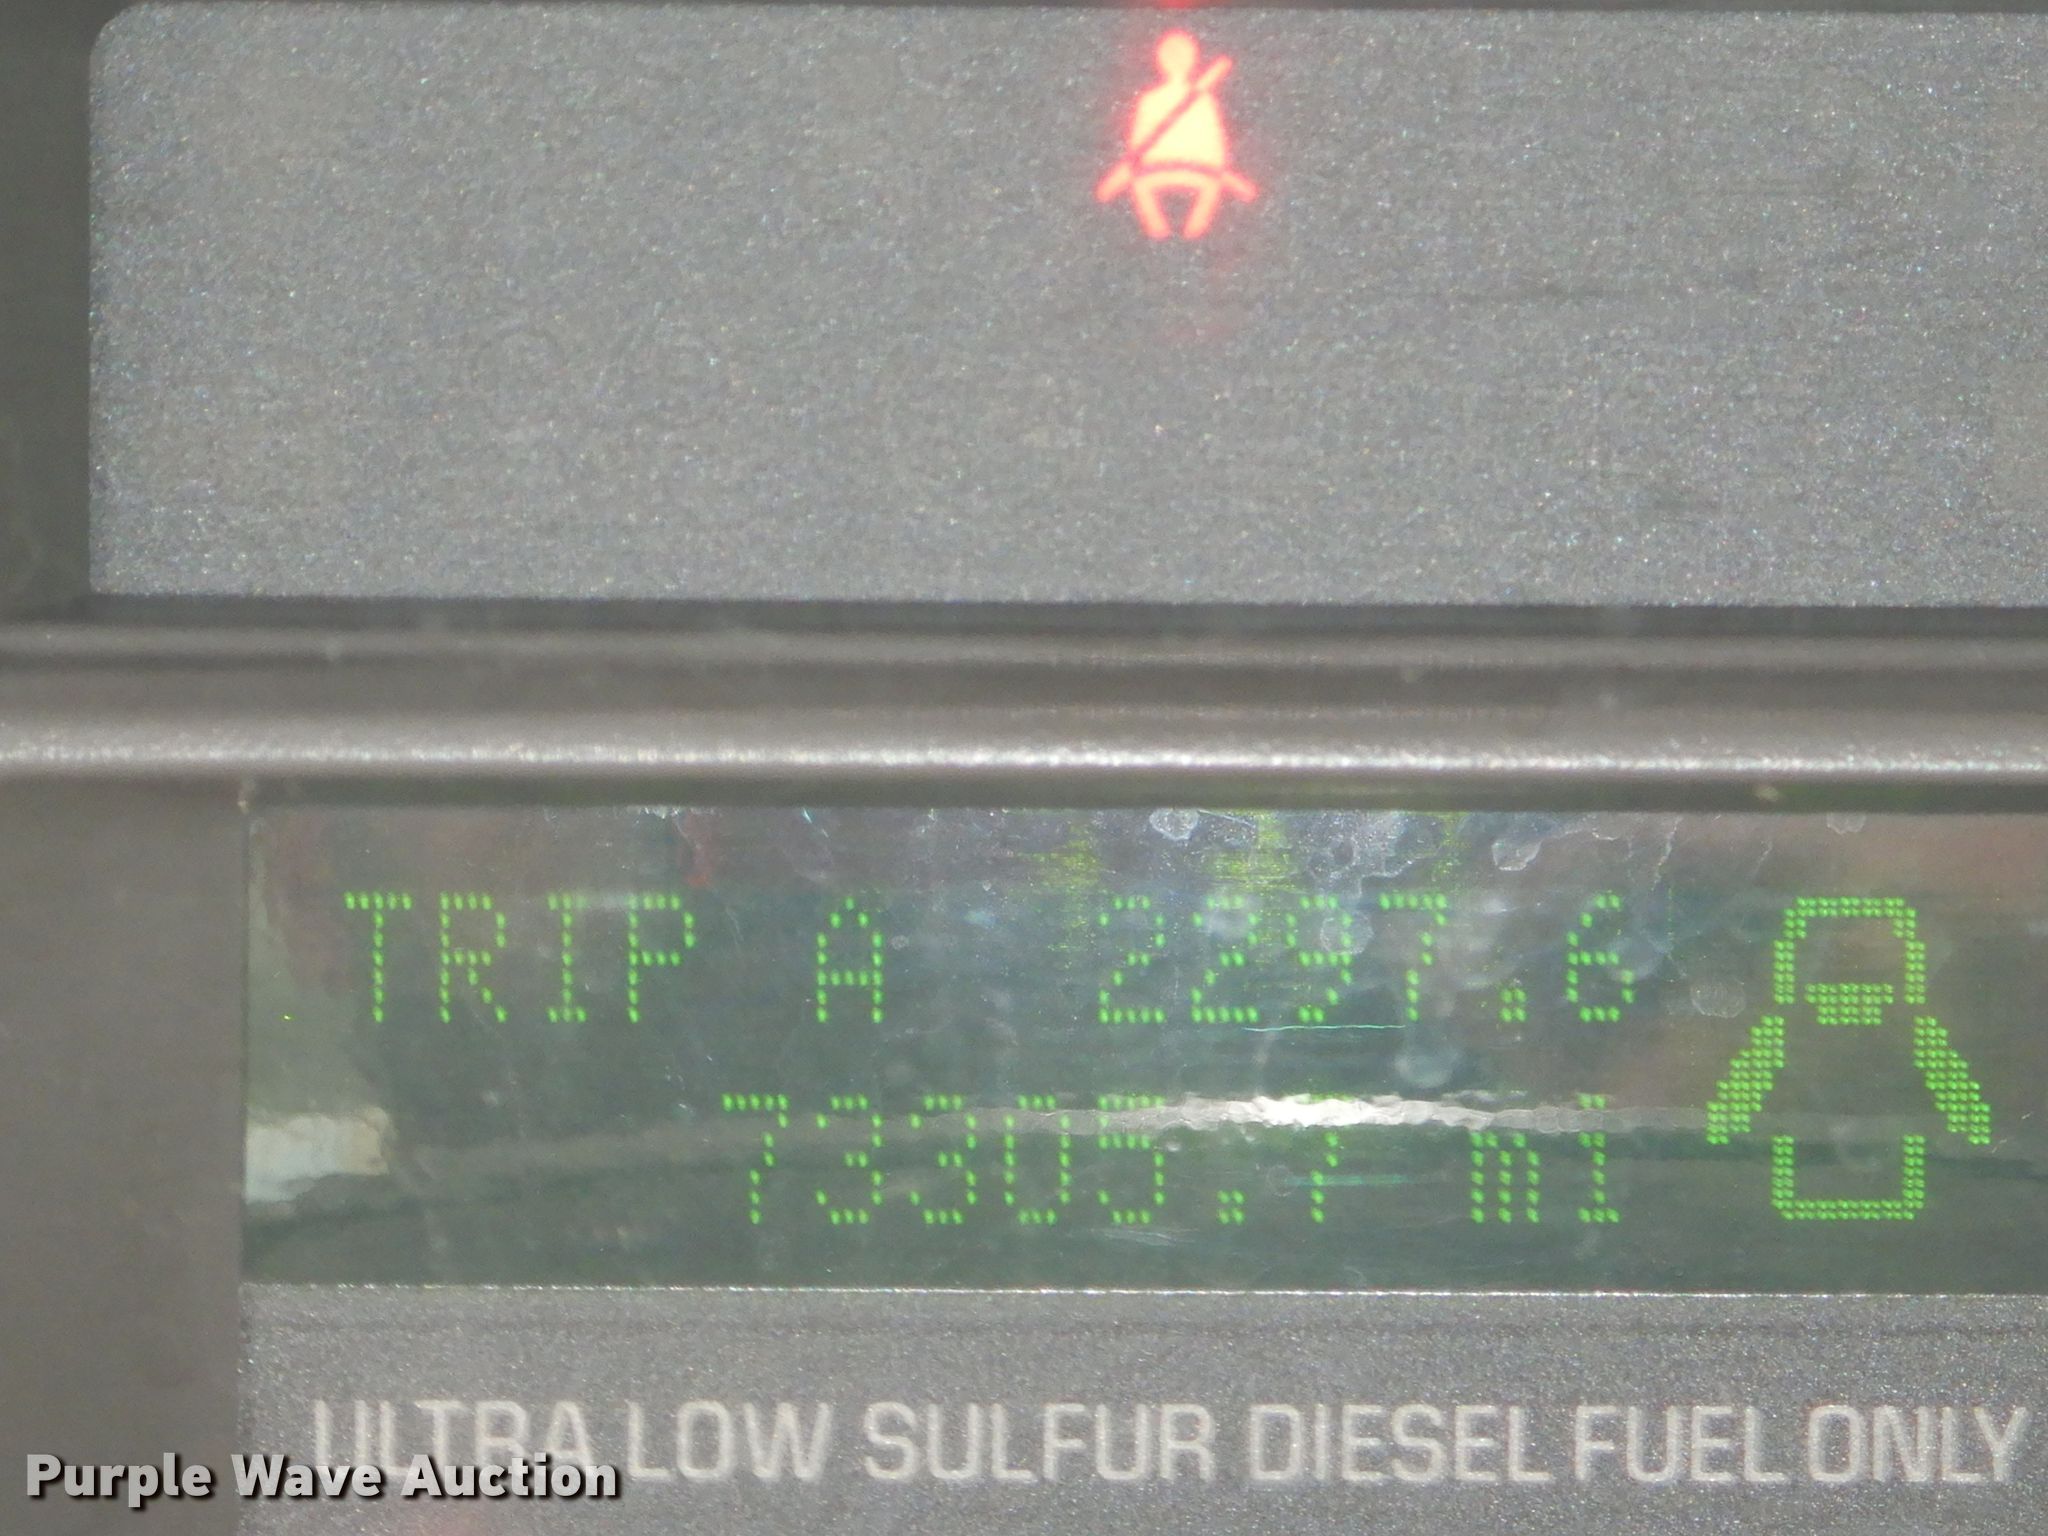 TRIP A 2297.6
73305.7 mi
ULTRA LOW SULFUR DIESEL FUEL ONLY
Purple Wave Auction